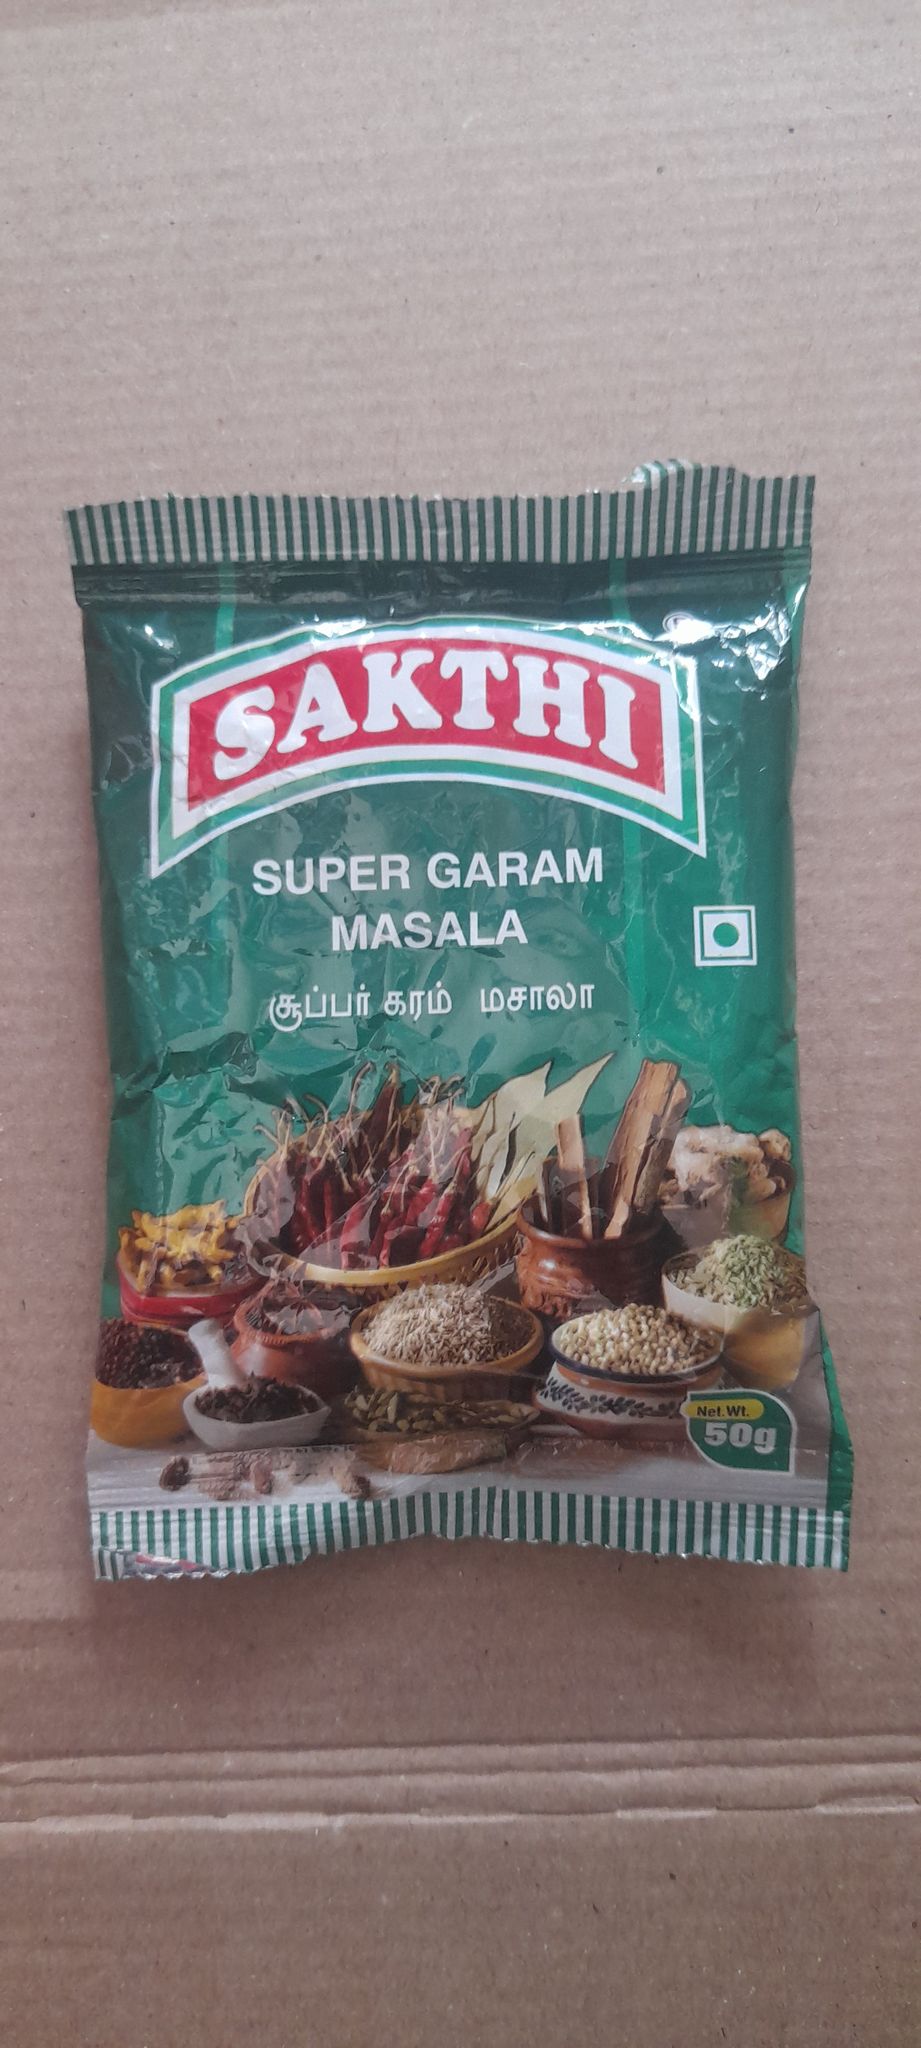 SAKTHI
SUPER GARAM
MASALA
சூப்பர் கரம் மசாலா
Net.Wt.
50g